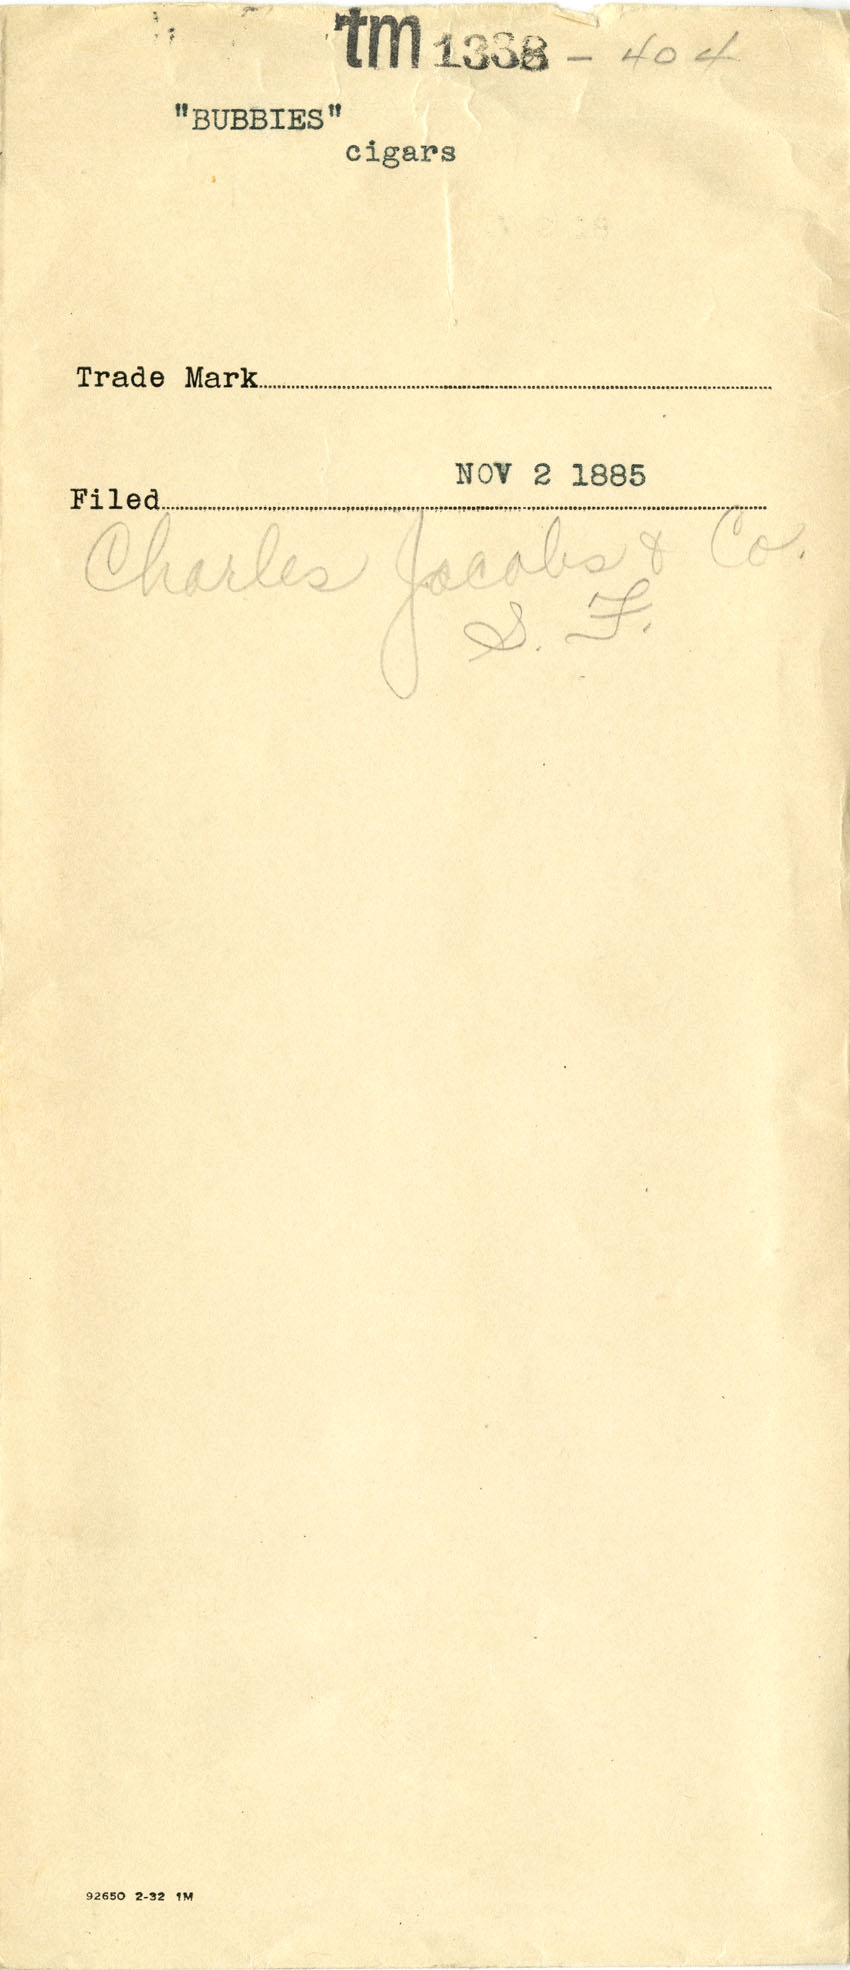 tm 1338 - 404
"BUBBIES"
cigars
Trade Mark
NOV 2 1885
Filed
Charles Jacobs & Co.
S. F.
92650 2-32 1M